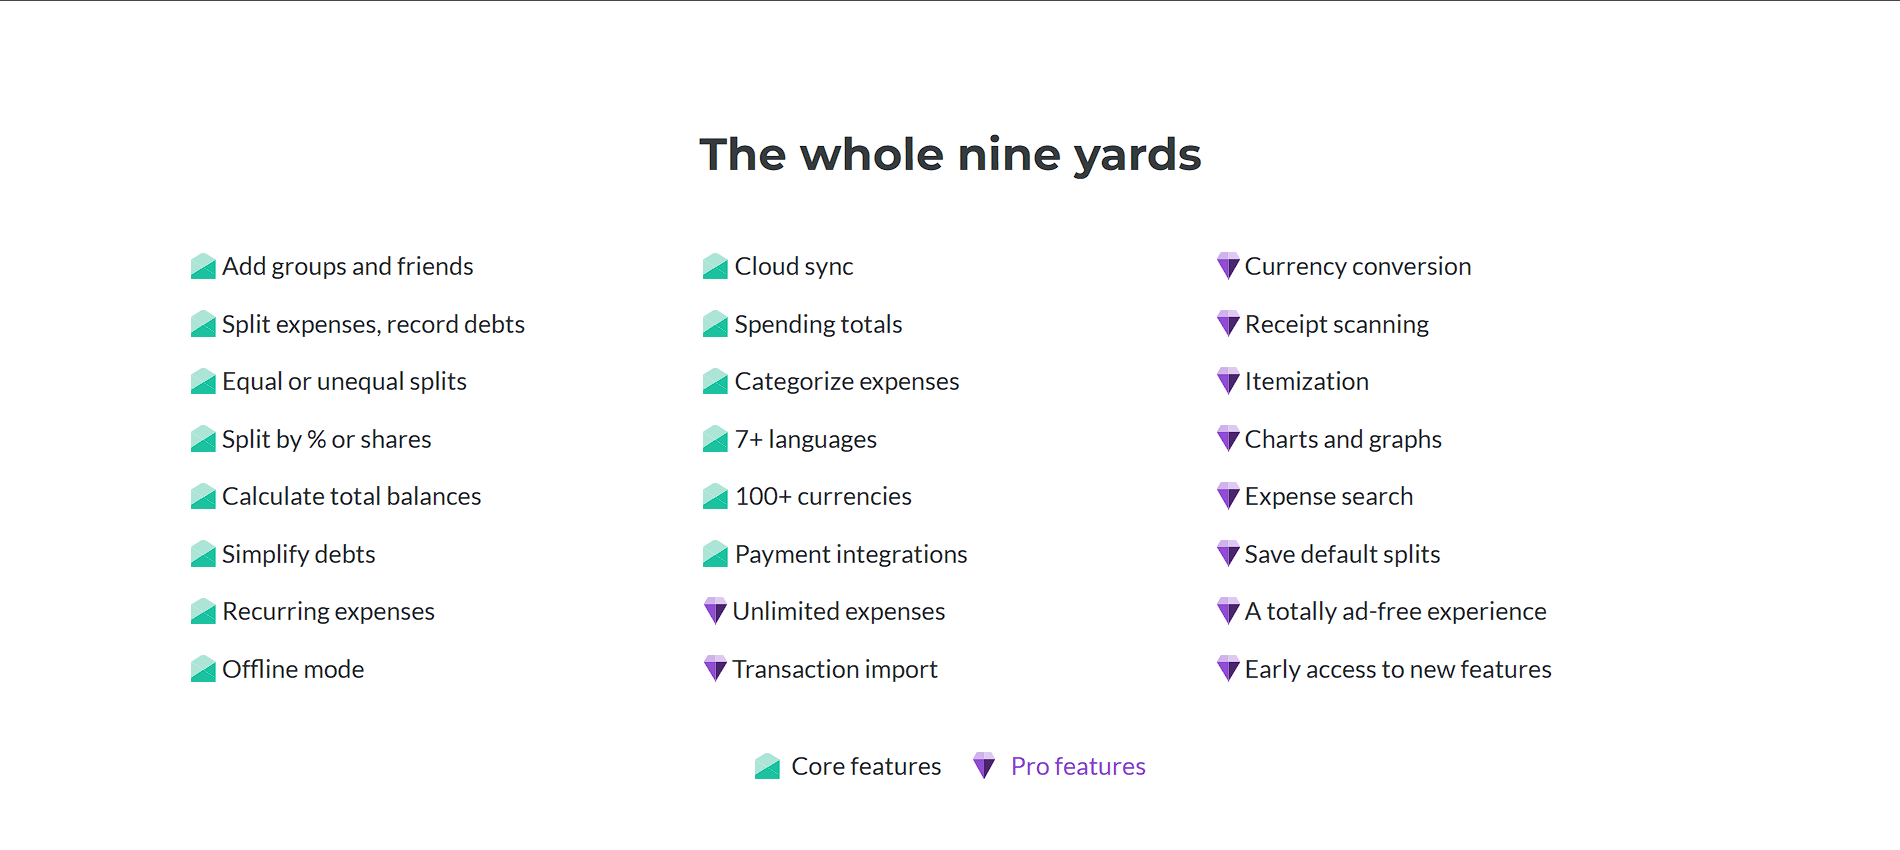 The whole nine yards
Add groups and friends
Split expenses, record debts
Equal or unequal splits
Split by % or shares
Calculate total balances
Simplify debts
Recurring expenses
Offline mode
Cloud sync
Spending totals
Categorize expenses
7+ languages
100+ currencies
Payment integrations
Unlimited expenses
Transaction import
Currency conversion
Receipt scanning
Itemization
Charts and graphs
Expense search
Save default splits
A totally ad-free experience
Early access to new features
Core features
Pro features